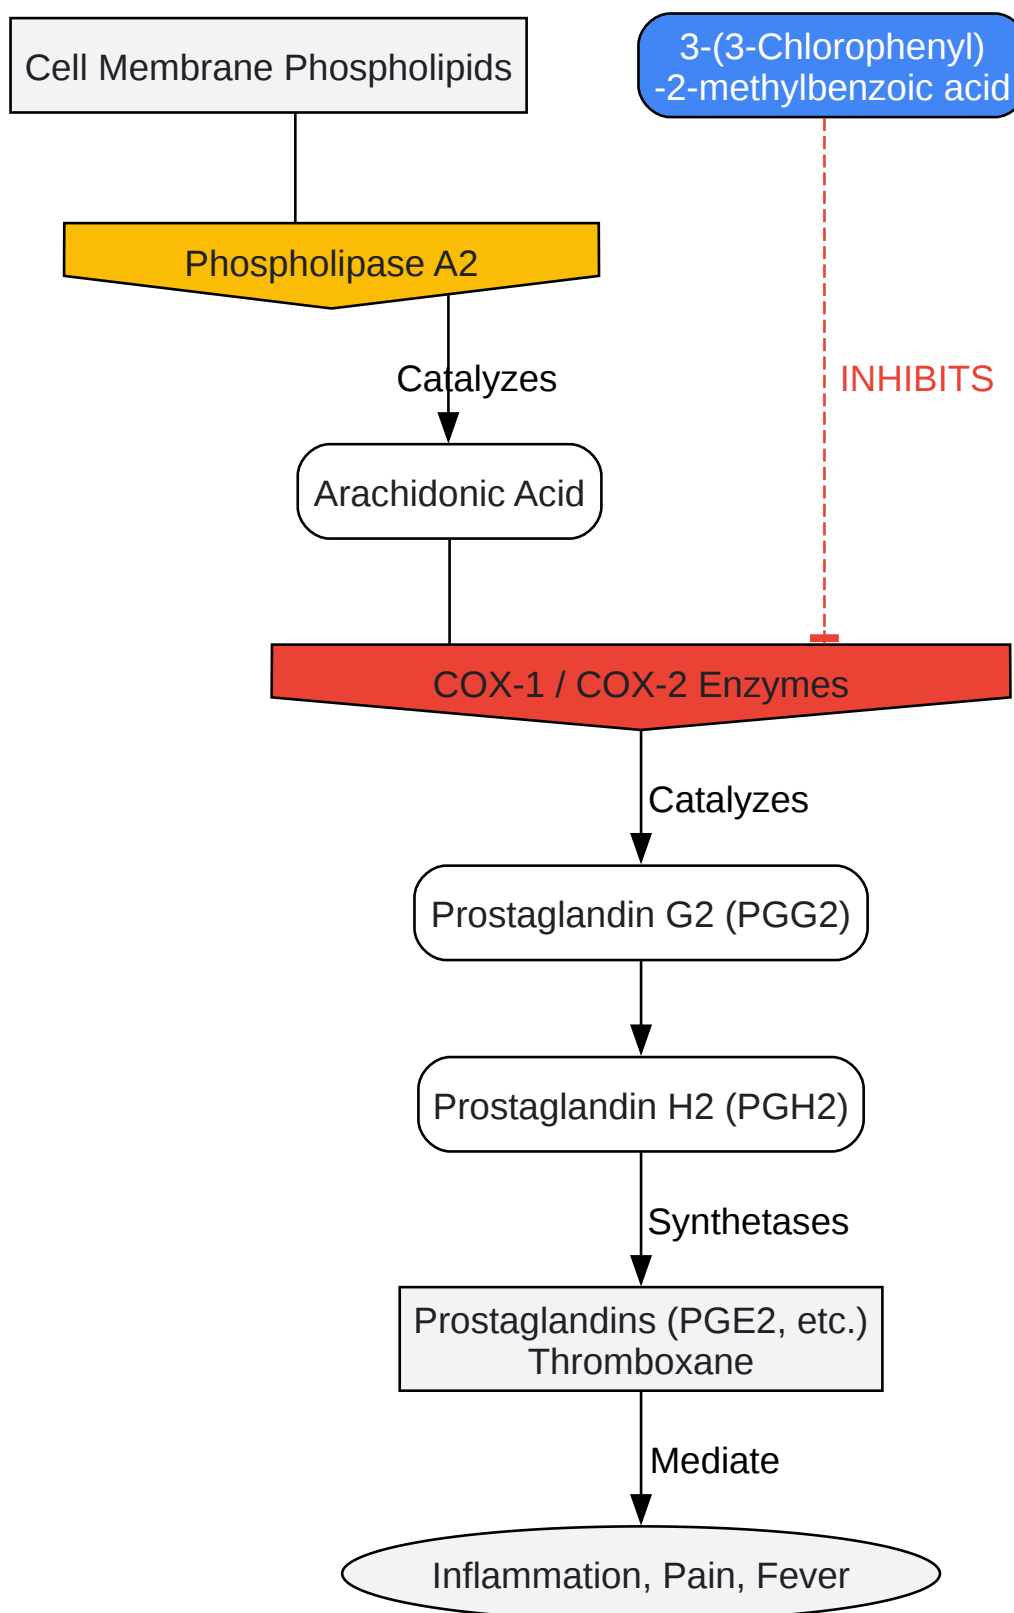 Cell Membrane Phospholipids
3-(3-Chlorophenyl)
-2-methylbenzoic acid
Phospholipase A2
Catalyzes
INHIBITS
Arachidonic Acid
COX-1 / COX-2 Enzymes
Catalyzes
Prostaglandin G2 (PGG2)
Prostaglandin H2 (PGH2)
Synthetases
Prostaglandins (PGE2, etc.)
Thromboxane
Mediate
Inflammation, Pain, Fever